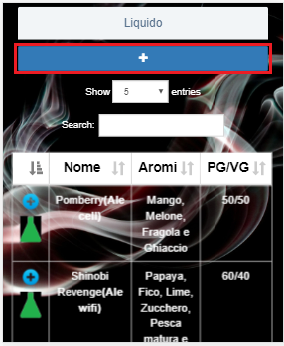 Liquido
+
Show 5 entries
Search:
Nome Aromi PG/VG
Pomberry(Ale Mango, 50/50
celi) Melone,
Fragola e
Ghiaccio
Shinobi Papaya, 60/40
Revenge(Ale Fico, Lime,
wifi) Zucchero,
Pesca
matura e